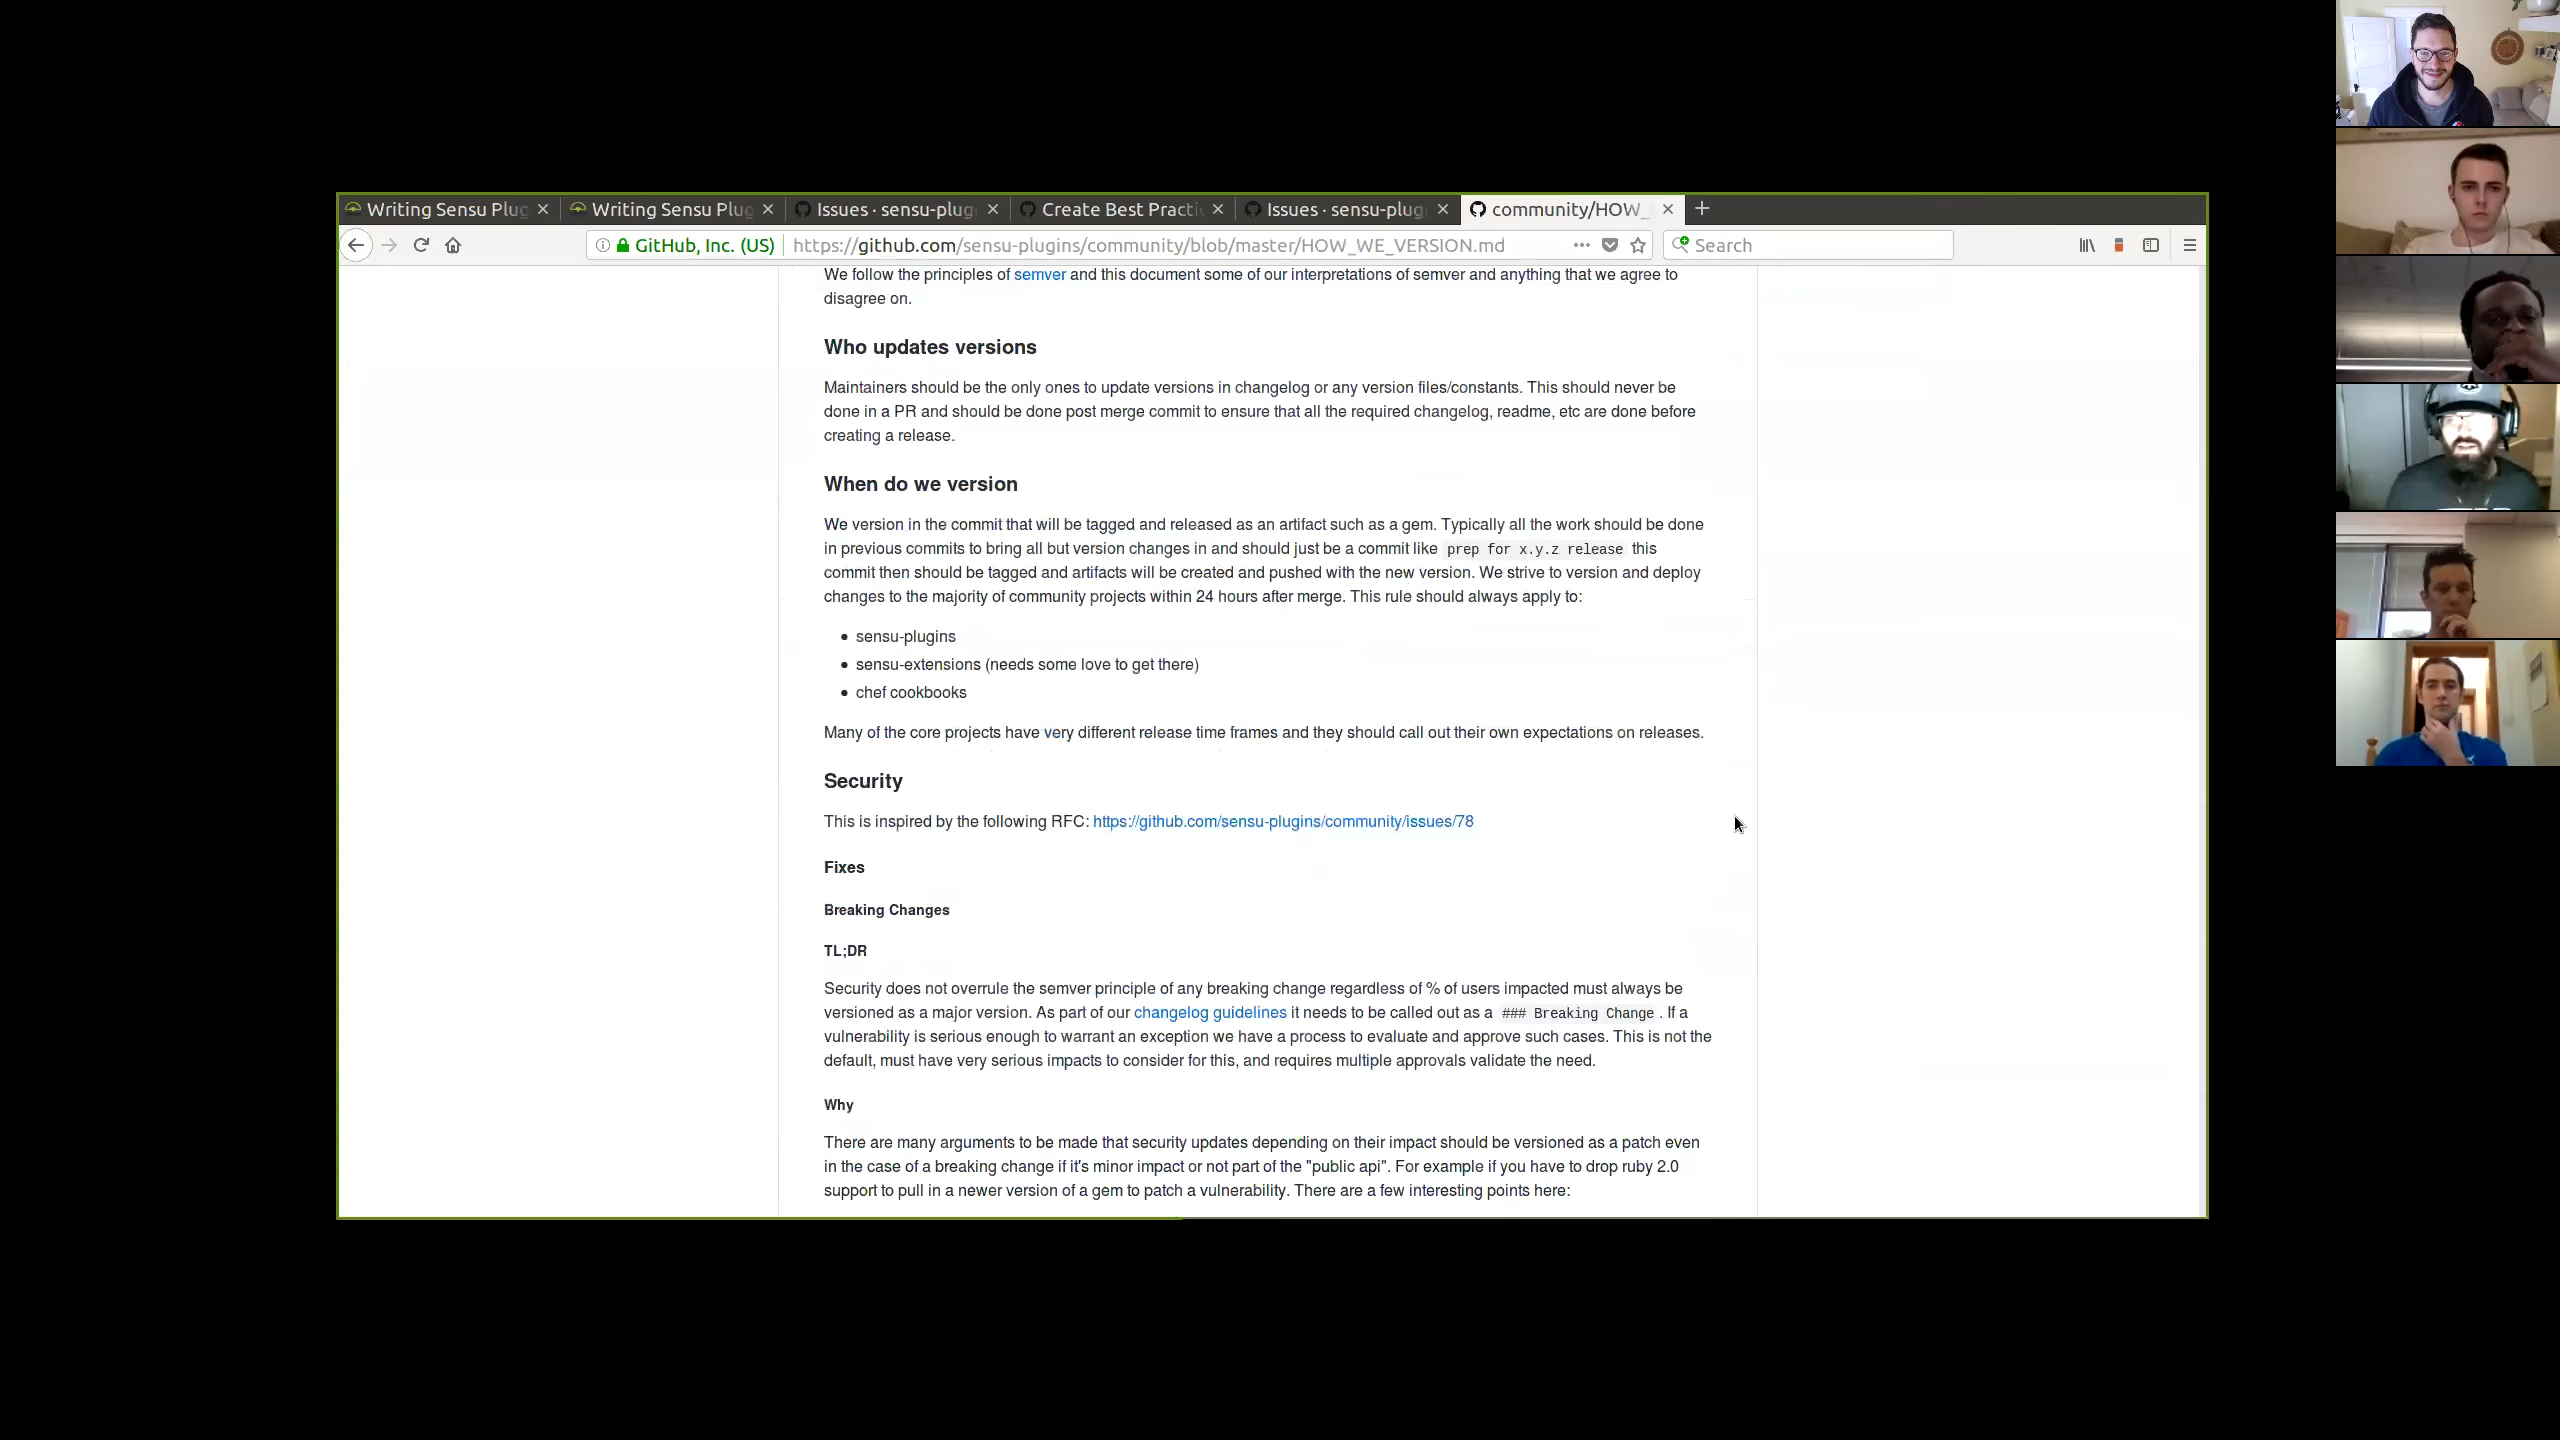 Writing Sensu Plug
Writing Sensu Plug
Issues · sensu-plug
Create Best Practi
Issues · sensu-plug
community/HOW_
GitHub, Inc. (US)
https://github.com/sensu-plugins/community/blob/master/HOW_WE_VERSION.md
Search
We follow the principles of semver and this document some of our interpretations of semver and anything that we agree to
disagree on.
Who updates versions
Maintainers should be the only ones to update versions in changelog or any version files/constants. This should never be
done in a PR and should be done post merge commit to ensure that all the required changelog, readme, etc are done before
creating a release.
When do we version
We version in the commit that will be tagged and released as an artifact such as a gem. Typically all the work should be done
in previous commits to bring all but version changes in and should just be a commit like prep for x.y.z release this
commit then should be tagged and artifacts will be created and pushed with the new version. We strive to version and deploy
changes to the majority of community projects within 24 hours after merge. This rule should always apply to:
• sensu-plugins
• sensu-extensions (needs some love to get there)
• chef cookbooks
Many of the core projects have very different release time frames and they should call out their own expectations on releases.
Security
This is inspired by the following RFC: https://github.com/sensu-plugins/community/issues/78
Fixes
Breaking Changes
TL;DR
Security does not overrule the semver principle of any breaking change regardless of % of users impacted must always be
versioned as a major version. As part of our changelog guidelines it needs to be called out as a ### Breaking Change . If a
vulnerability is serious enough to warrant an exception we have a process to evaluate and approve such cases. This is not the
default, must have very serious impacts to consider for this, and requires multiple approvals validate the need.
Why
There are many arguments to be made that security updates depending on their impact should be versioned as a patch even
in the case of a breaking change if it's minor impact or not part of the "public api". For example if you have to drop ruby 2.0
support to pull in a newer version of a gem to patch a vulnerability. There are a few interesting points here: